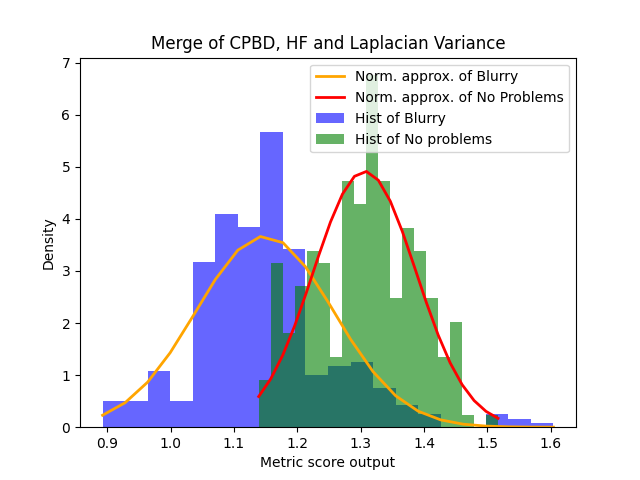 Merge of CPBD, HF and Laplacian Variance
Norm. approx. of Blurry
Norm. approx. of No Problems
Hist of Blurry
Hist of No problems
Density
7
6
5
4
3
2
1
0
0.9 1.0 1.1 1.2 1.3 1.4 1.5 1.6
Metric score output